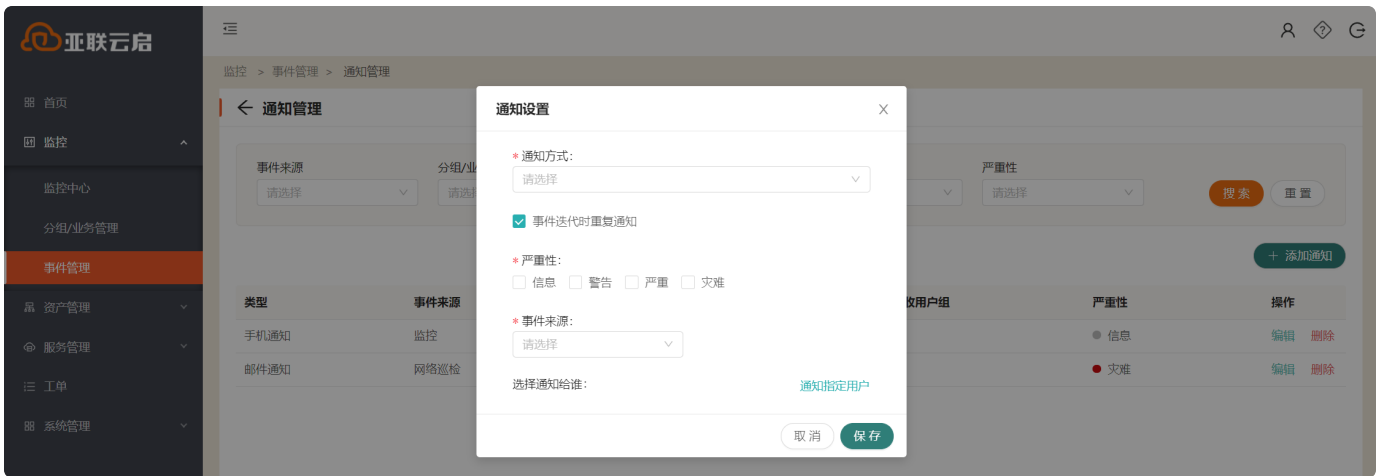 亚联云启
监控 > 事件管理 > 通知管理
首页
监控
监控中心
分组/业务管理
事件管理
资产管理
服务管理
工单
系统管理
通知管理
事件来源
请选择
分组/业
请选
严重性
请选择
搜索
重置
+ 添加通知
类型 事件来源 收用户组 严重性 操作
手机通知 监控 信息 编辑 删除
邮件通知 网络巡检 灾难 编辑 删除
通知设置
* 通知方式:
请选择
事件迭代时重复通知
* 严重性:
信息 警告 严重 灾难
* 事件来源:
请选择
选择通知给谁: 通知指定用户
取消 保存